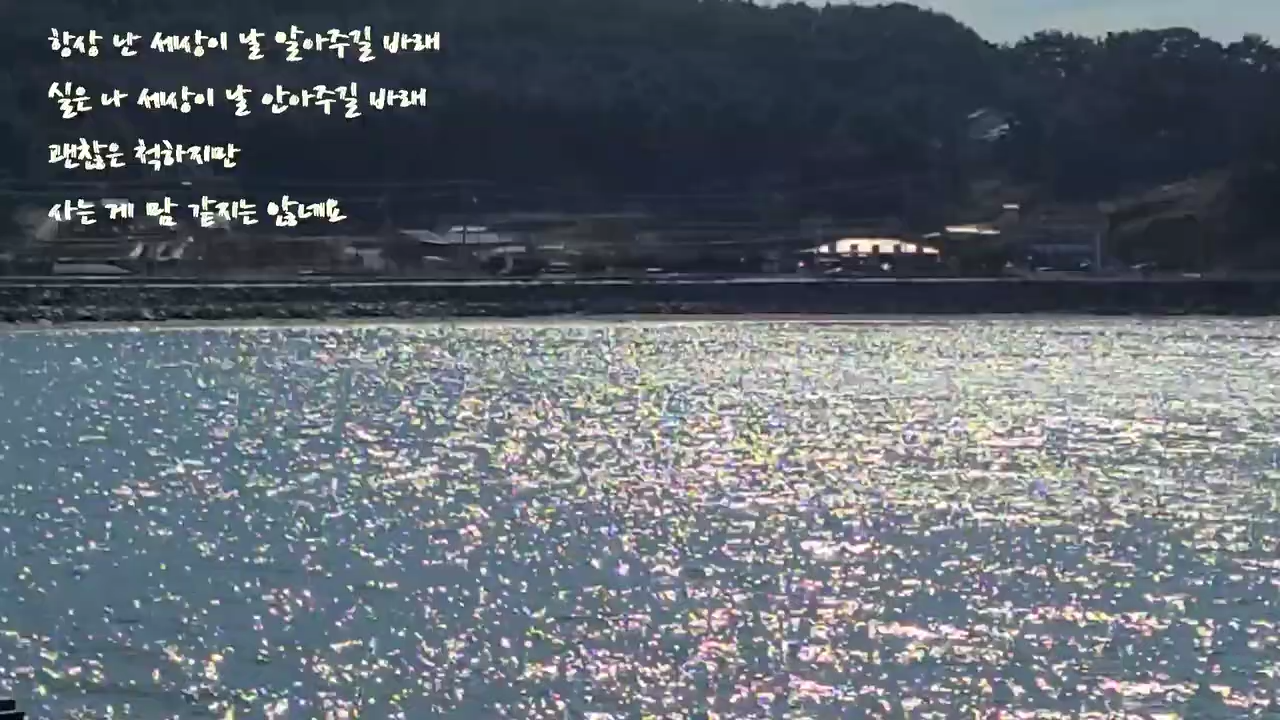 항상 난 세상이 날 알아주길 바래
실은 나 세상이 날 안아주길 바래
괜찮은 척하지만
사는 게 맘 같지는 않네요